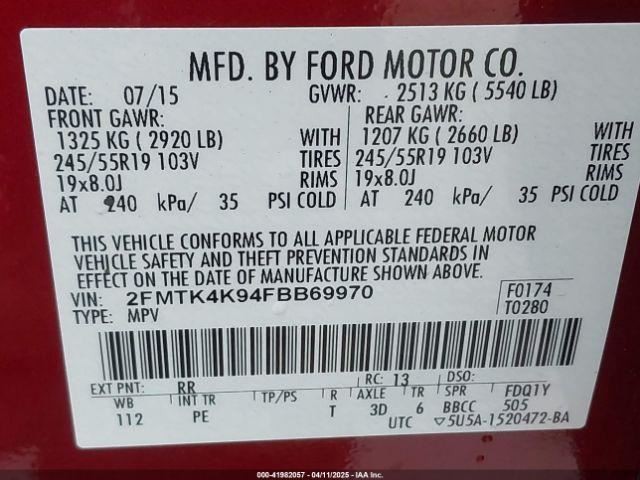 MFD. BY FORD MOTOR CO.
DATE: 07/15 GVWR: 2513 KG ( 5540 LB)
FRONT GAWR: REAR GAWR:
1325 KG (2920 LB) WITH 1207 KG (2660 LB) WITH
245/55R19 103V TIRES 245/55R19 103V TIRES
19x8.0J RIMS 19x8.0J RIMS
AT 240 kPa/ 35 PSI COLD AT 240 kPa/ 35 PSI COLD
THIS VEHICLE CONFORMS TO ALL APPLICABLE FEDERAL MOTOR
VEHICLE SAFETY AND THEFT PREVENTION STANDARDS IN
EFFECT ON THE DATE OF MANUFACTURE SHOWN ABOVE.
VIN: 2FMTK4K94FBB69970 F0174
TYPE: MPV T0280
EXT PNT: RR RC: 13 DSO:
WB INT TR TP/PS R AXLE TR SPR FDQ1Y
112 PE T 3D 6 BBCC 505
UTC ▽5U5A-1520472-BA
000-41982057 - 04/11/2025 - IAA Inc.